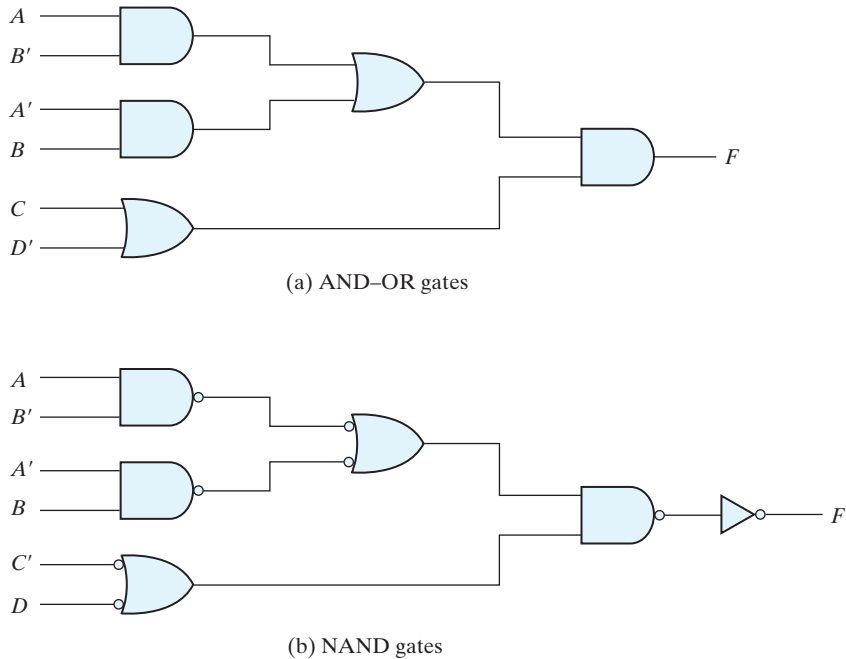 A
B′
A′
B
C
D′
F
(a) AND–OR gates
A
B′
A′
B
C′
D
F
(b) NAND gates